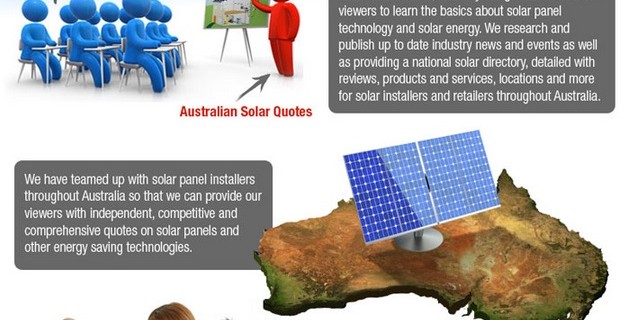 viewers to learn the basics about solar panel
technology and solar energy. We research and
publish up to date industry news and events as well
as providing a national solar directory, detailed with
reviews, products and services, locations and more
for solar installers and retailers throughout Australia.
Australian Solar Quotes
We have teamed up with solar panel installers
throughout Australia so that we can provide our
viewers with independent, competitive and
comprehensive quotes on solar panels and
other energy saving technologies.